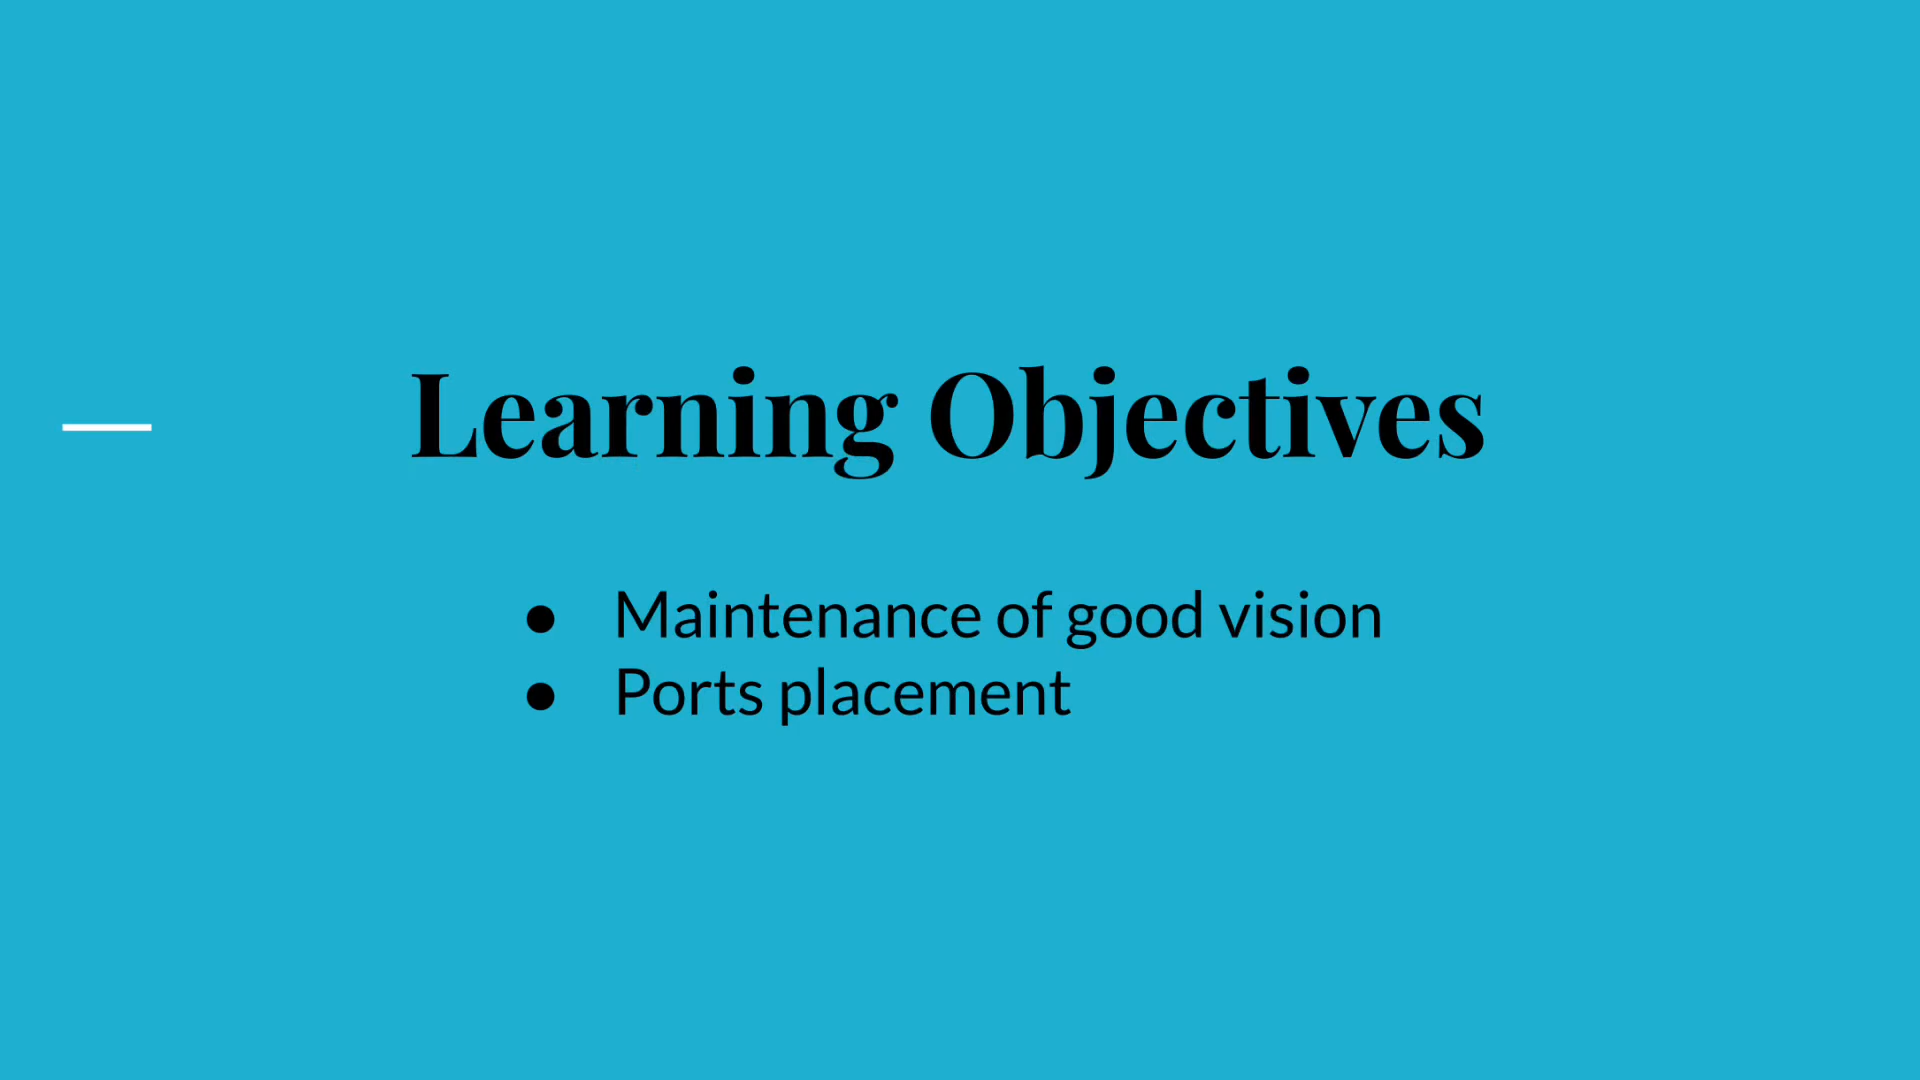 Learning Objectives
● Maintenance of good vision
● Ports placement